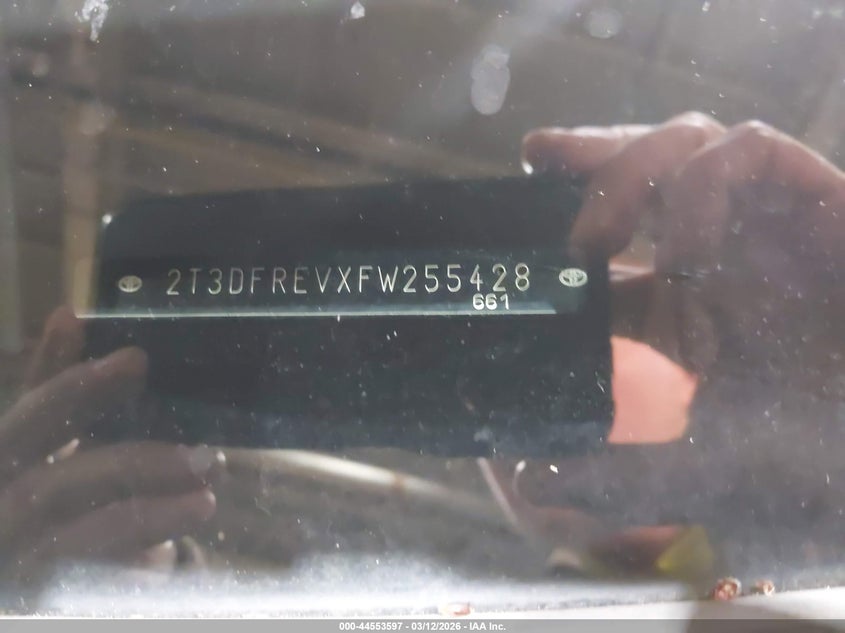 2T3DFREVXFW255428
661
000-44553597 - 03/12/2026 - IAA Inc.